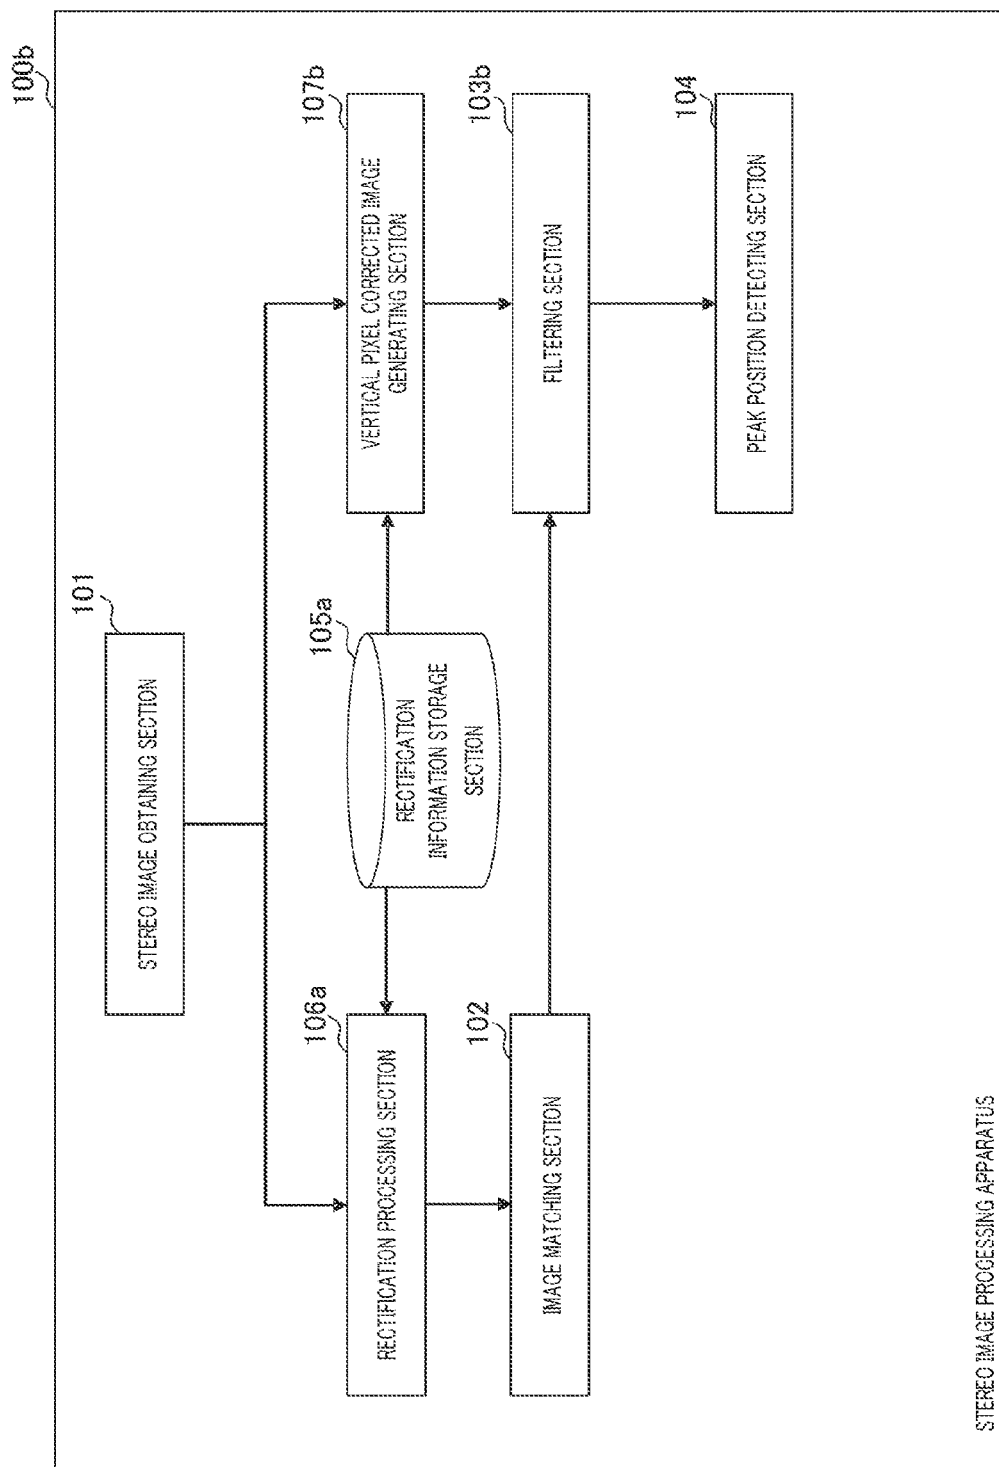 100b
101
STEREO IMAGE OBTAINING SECTION
106a
RECTIFICATION PROCESSING SECTION
105a
RECTIFICATION
INFORMATION STORAGE
SECTION
107b
VERTICAL PIXEL CORRECTED IMAGE
GENERATING SECTION
102
IMAGE MATCHING SECTION
103b
FILTERING SECTION
104
PEAK POSITION DETECTING SECTION
STEREO IMAGE PROCESSING APPARATUS